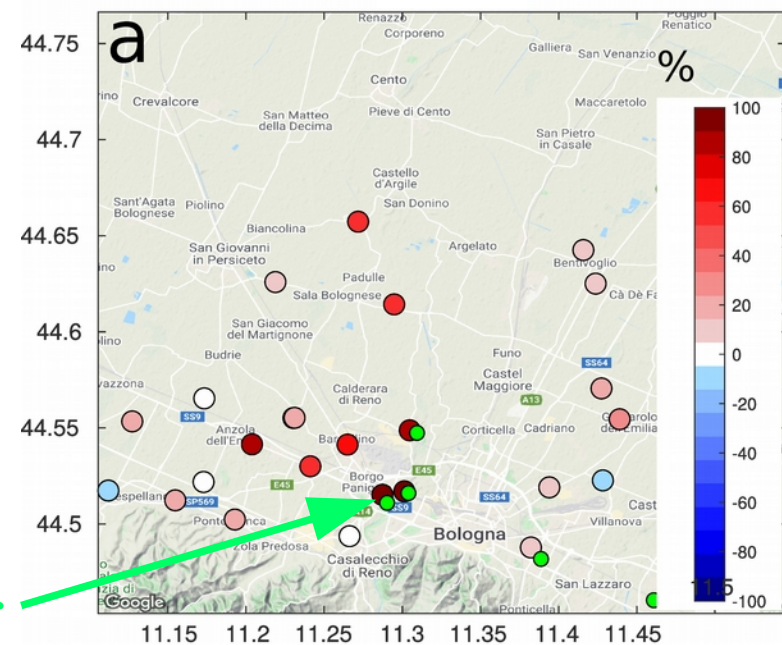 a
%
Renazzo
Corporeno
Poggio
Renatico
Galliera
San Venanzio
Cento
Crevalcore
Maccaretolo
San Matteo
della Decima
Pieve di Cento
San Pietro
in Casale
Castello
d'Argile
Sant'Agata
Bolognese
Piolino
San Donino
Biancolina
San Giovanni
in Persiceto
Argelato
Bentivoglio
Padulle
Sala Bolognese
Cà De Fa
San Giacomo
del Martignone
Budrie
Funo
SS64
Castel
Maggiore
vazzona
Calderara
di Reno
A13
SS9
Anzola
dell'E
Corticella
Cadriano
dell'Emilia
E45
Borgo
E45
SP569
SS64
SS9
Villanova
Bologna
Zola Predosa
Casalecchio
di Reno
San Lazzaro
Ponticella
Google
44.75
44.7
44.65
44.6
44.55
44.5
11.15
11.2
11.25
11.3
11.35
11.4
11.45
11.5
100
80
60
40
20
0
-20
-40
-60
-80
-100